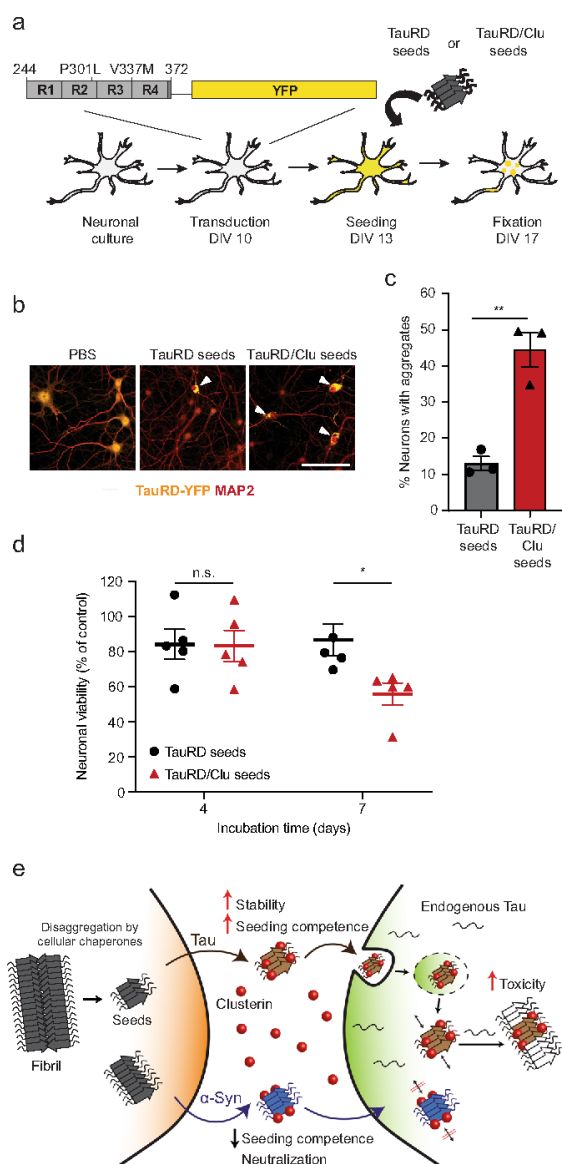 a
TauRD seeds or TauRD/Clu seeds
244 P301L V337M 372
R1 R2 R3 R4 YFP
Neuronal culture
Transduction DIV 10
Seeding DIV 13
Fixation DIV 17
b
PBS TauRD seeds TauRD/Clu seeds
TauRD-YFP MAP2
c
% Neurons with aggregates
60
50
40
30
20
10
0
**
TauRD seeds
TauRD/Clu seeds
d
Neuronal viability (% of control)
120
100
80
60
40
20
0
n.s. *
TauRD seeds
TauRD/Clu seeds
4 7
Incubation time (days)
e
Disaggregation by
cellular chaperones
Fibril
Seeds
Tau
Stability
Seeding competence
Clusterin
α-Syn
Seeding competence
Neutralization
Endogenous Tau
Toxicity